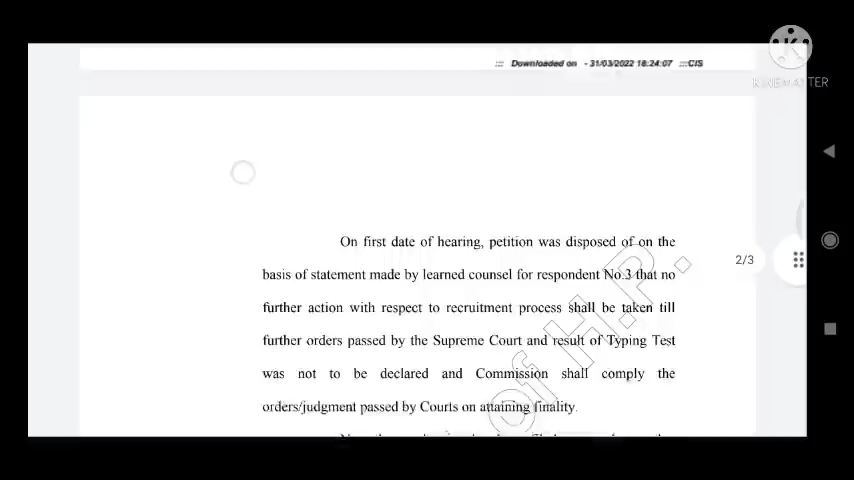 ::: Downloaded on - 31/03/2022 18:24:07 :::CIS
KINEMASTER
On first date of hearing, petition was disposed of on the
basis of statement made by learned counsel for respondent No.3 that no
further action with respect to recruitment process shall be taken till
further orders passed by the Supreme Court and result of Typing Test
was not to be declared and Commission shall comply the
orders/judgment passed by Courts on attaining finality.
2/3
of H.P.